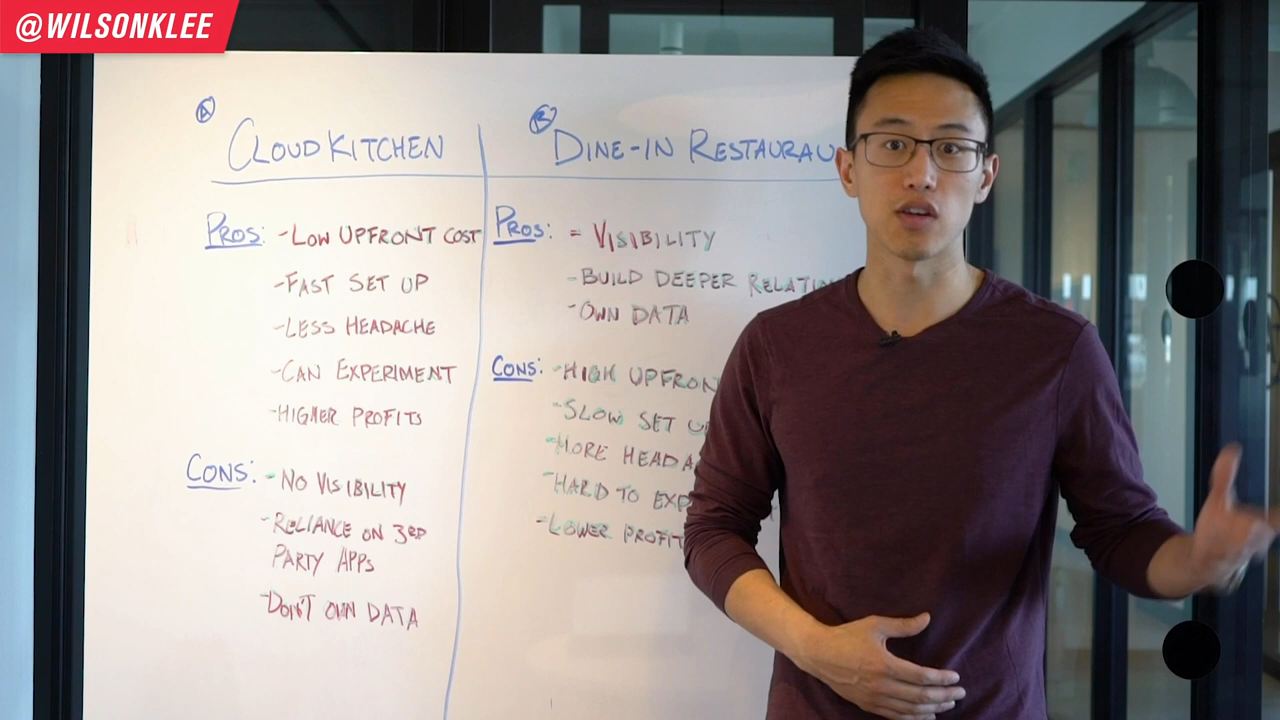 @WILSONKLEE
A
CLOUD KITCHEN
PROS: - LOW UPFRONT COST
- FAST SET UP
- LESS HEADACHE
- CAN EXPERIMENT
- HIGHER PROFITS
CONS: - NO VISIBILITY
- RELIANCE ON 3RD
PARTY APPS
- DON'T OWN DATA
B
DINE-IN RESTAURAU
PROS: = VISIBILITY
- BUILD DEEPER RELATION
- OWN DATA
CONS: - HIGH UPFRON
- SLOW SET U
- MORE HEADA
- HARD TO EXP
- LOWER PROFIT